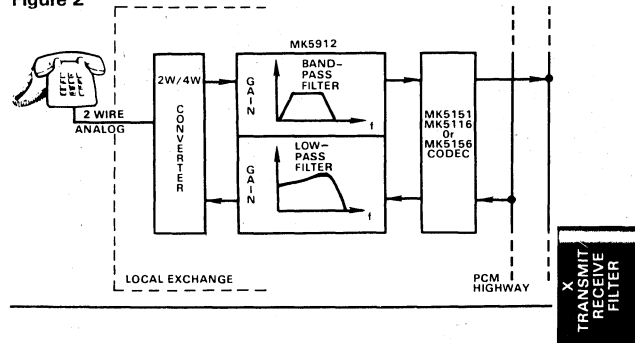 Figure 2
MK5912
2W/4W
CONVERTER
GAIN
BAND-
PASS
FILTER
f
2 WIRE
ANALOG
GAIN
LOW-
PASS
FILTER
f
MK5151
MK5116
Or
MK5156
CODEC
LOCAL EXCHANGE
PCM
HIGHWAY
X
TRANSMIT/
RECEIVE
FILTER